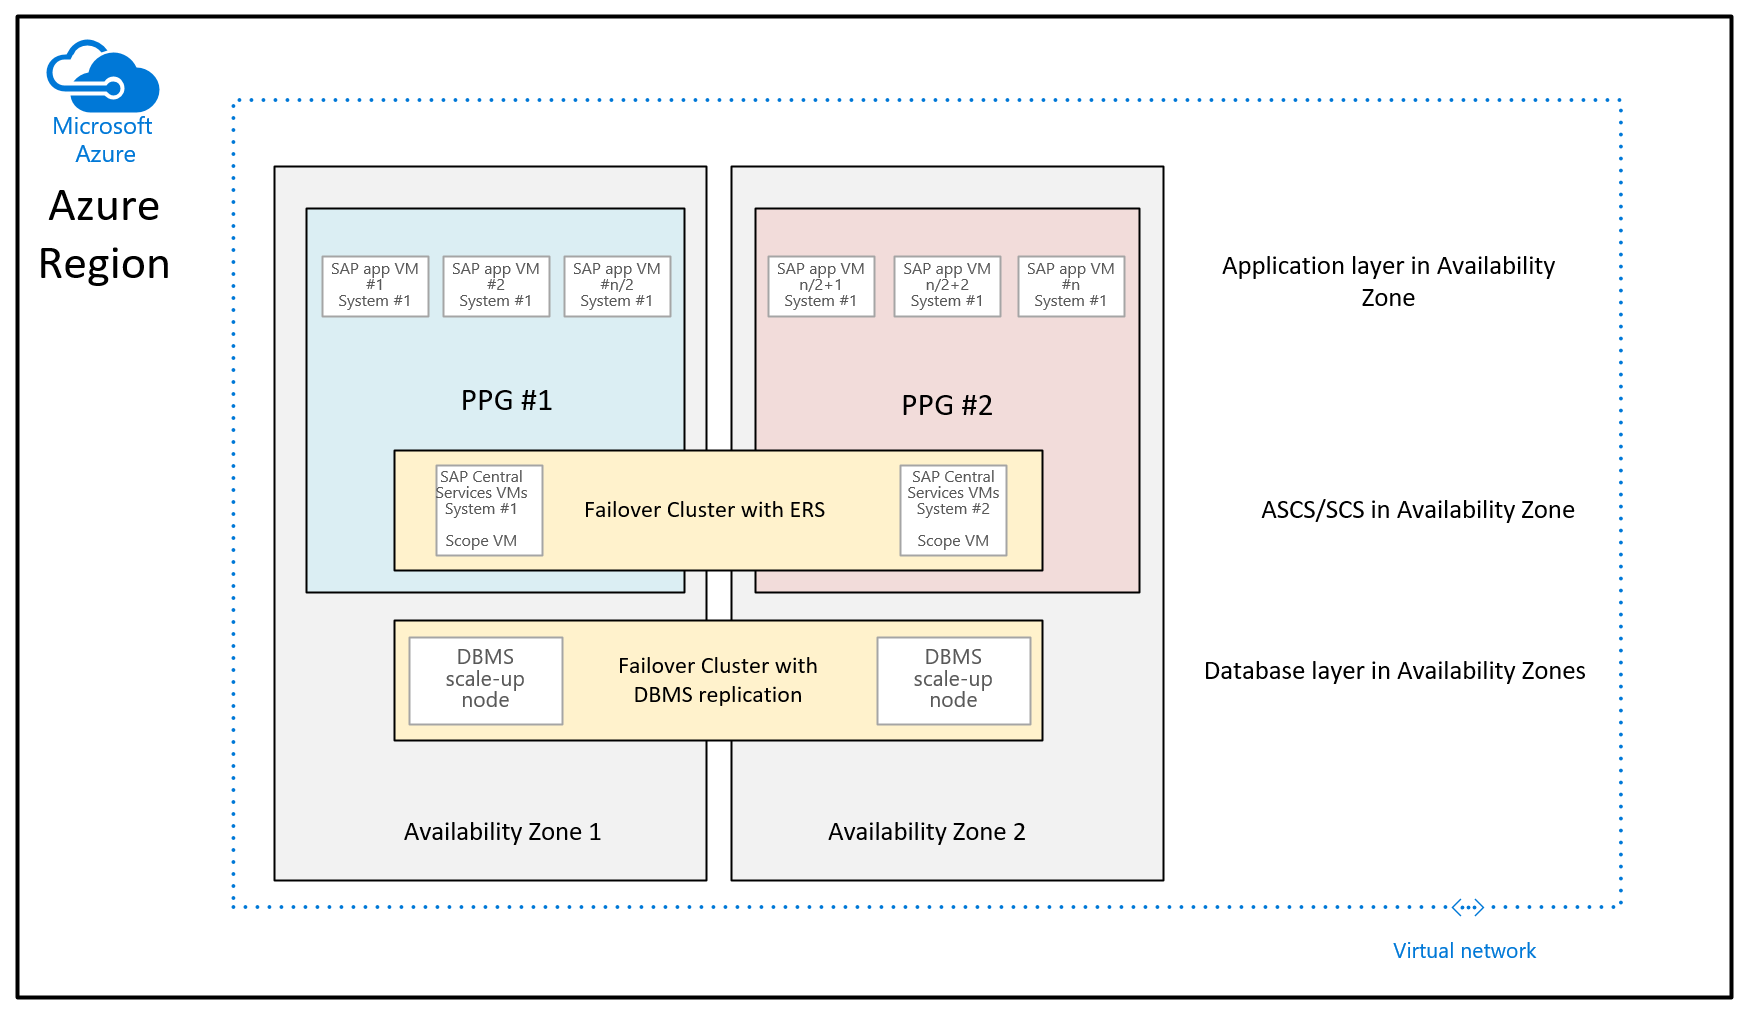 Microsoft
Azure
Azure
Region
SAP app VM
#1
System #1
SAP app VM
#2
System #1
SAP app VM
#n/2
System #1
SAP app VM
n/2+1
System #1
SAP app VM
n/2+2
System #1
SAP app VM
#n
System #1
Application layer in Availability
Zone
PPG #1
PPG #2
SAP Central
Services VMs
System #1
Scope VM
Failover Cluster with ERS
SAP Central
Services VMs
System #2
Scope VM
ASCS/SCS in Availability Zone
DBMS
scale-up
node
Failover Cluster with
DBMS replication
DBMS
scale-up
node
Database layer in Availability Zones
Availability Zone 1
Availability Zone 2
Virtual network